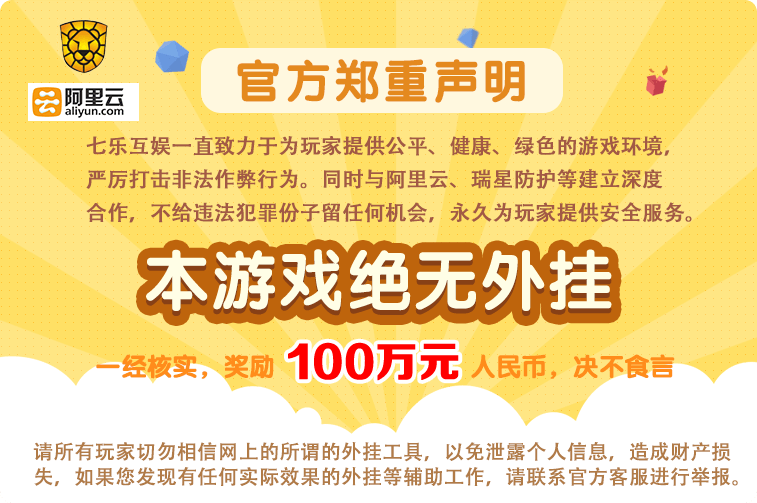 官方郑重声明
阿里云
aliyun.com
七乐互娱一直致力于为玩家提供公平、健康、绿色的游戏环境，
严厉打击非法作弊行为。同时与阿里云、瑞星防护等建立深度
合作，不给违法犯罪份子留任何机会，永久为玩家提供安全服务。
本游戏绝无外挂
一经核实，奖励 100万元 人民币，决不食言
请所有玩家切勿相信网上的所谓的外挂工具，以免泄露个人信息，造成财产损
失，如果您发现有任何实际效果的外挂等辅助工作，请联系官方客服进行举报。